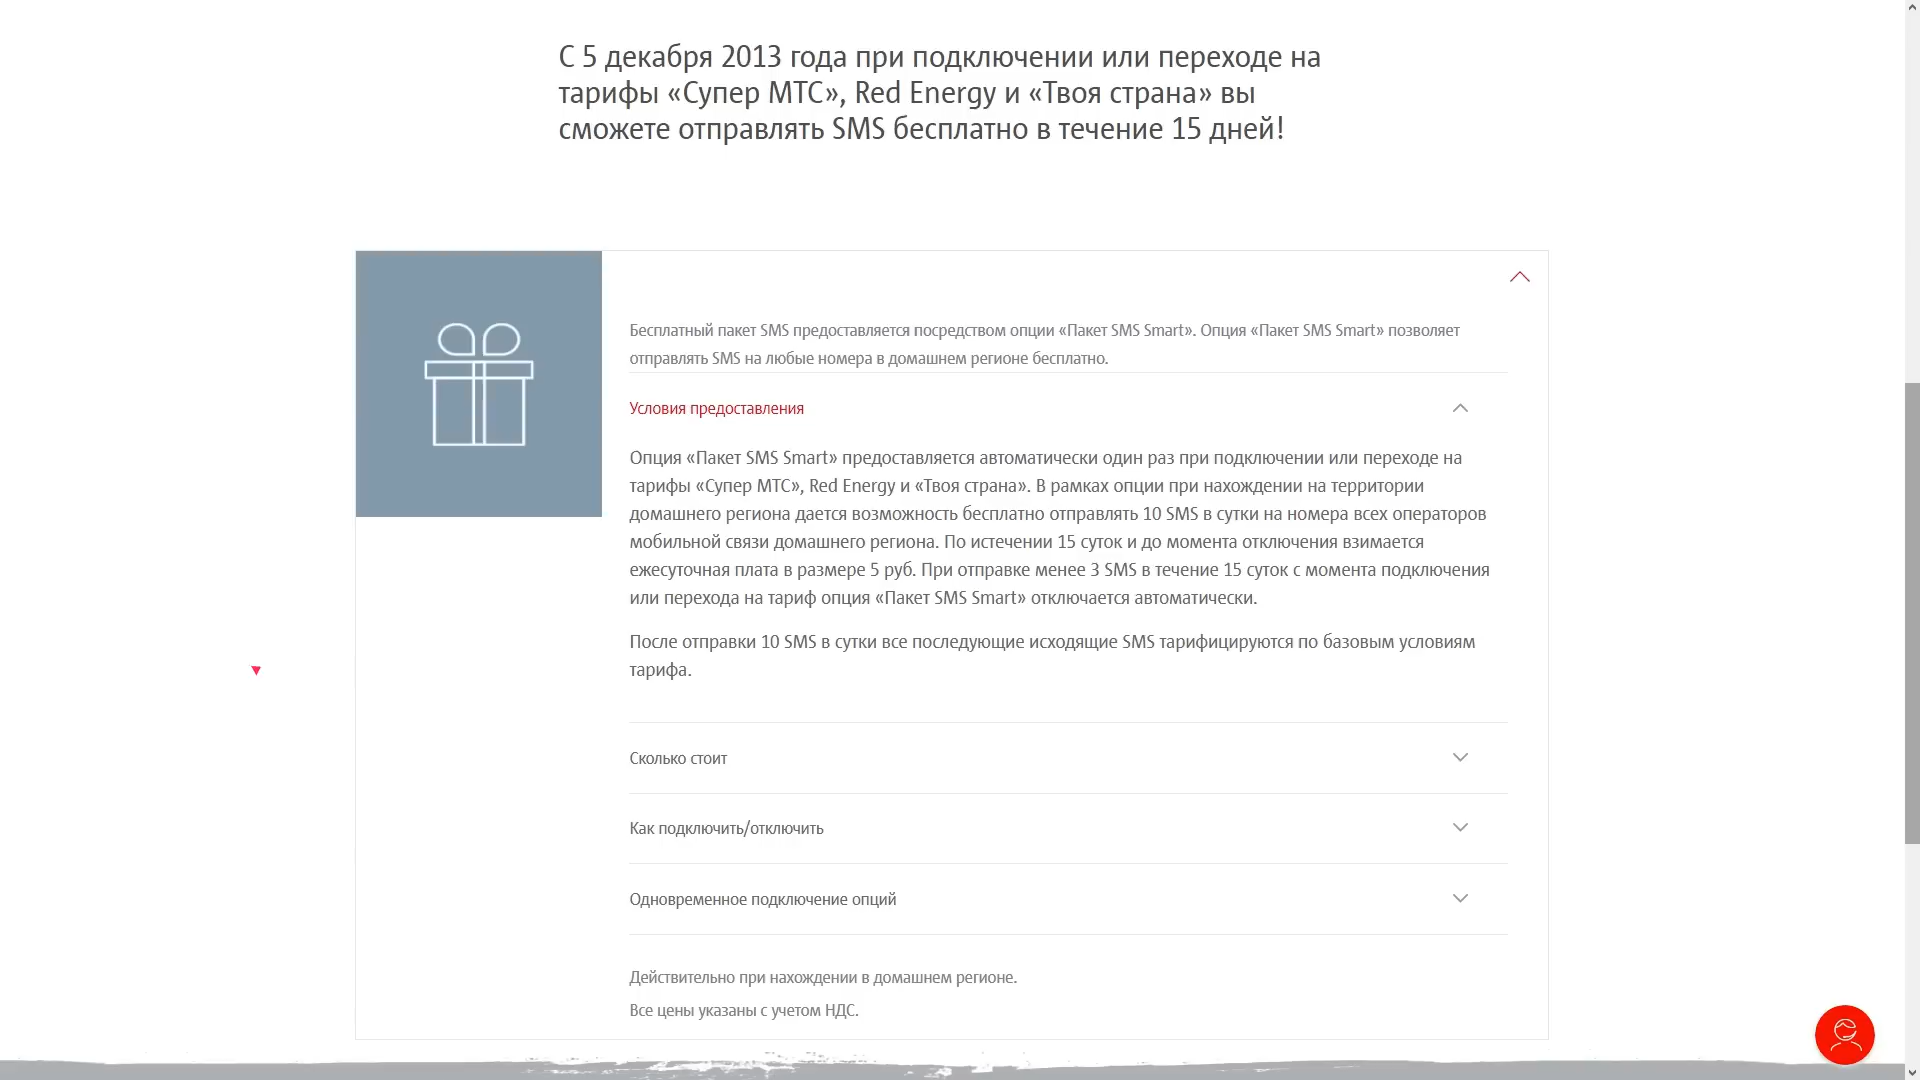 С 5 декабря 2013 года при подключении или переходе на
тарифы «Супер МТС», Red Energy и «Твоя страна» вы
сможете отправлять SMS бесплатно в течение 15 дней!
Бесплатный пакет SMS предоставляется посредством опции «Пакет SMS Smart». Опция «Пакет SMS Smart» позволяет
отправлять SMS на любые номера в домашнем регионе бесплатно.
Условия предоставления
Опция «Пакет SMS Smart» предоставляется автоматически один раз при подключении или переходе на
тарифы «Супер МТС», Red Energy и «Твоя страна». В рамках опции при нахождении на территории
домашнего региона дается возможность бесплатно отправлять 10 SMS в сутки на номера всех операторов
мобильной связи домашнего региона. По истечении 15 суток и до момента отключения взимается
ежесуточная плата в размере 5 руб. При отправке менее 3 SMS в течение 15 суток с момента подключения
или перехода на тариф опция «Пакет SMS Smart» отключается автоматически.
После отправки 10 SMS в сутки все последующие исходящие SMS тарифицируются по базовым условиям
тарифа.
Сколько стоит
Как подключить/отключить
Одновременное подключение опций
Действительно при нахождении в домашнем регионе.
Все цены указаны с учетом НДС.